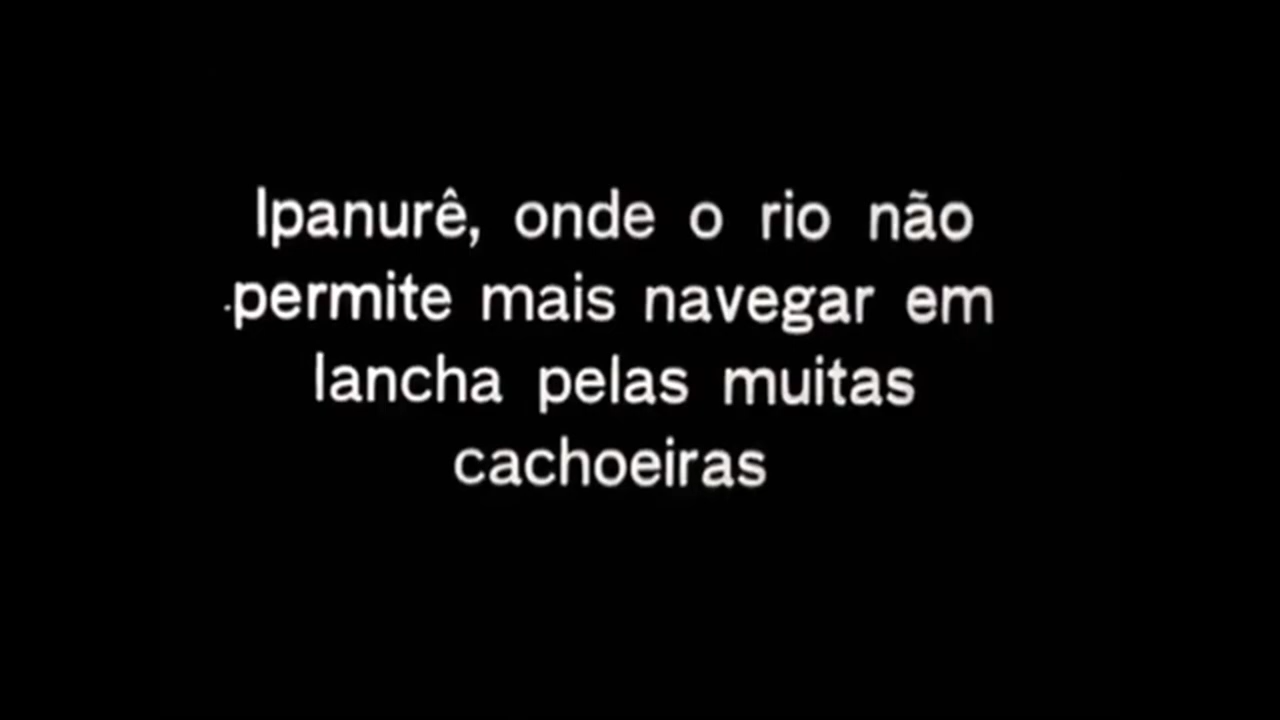 Ipanurê, onde o rio não
permite mais navegar em
lancha pelas muitas
cachoeiras